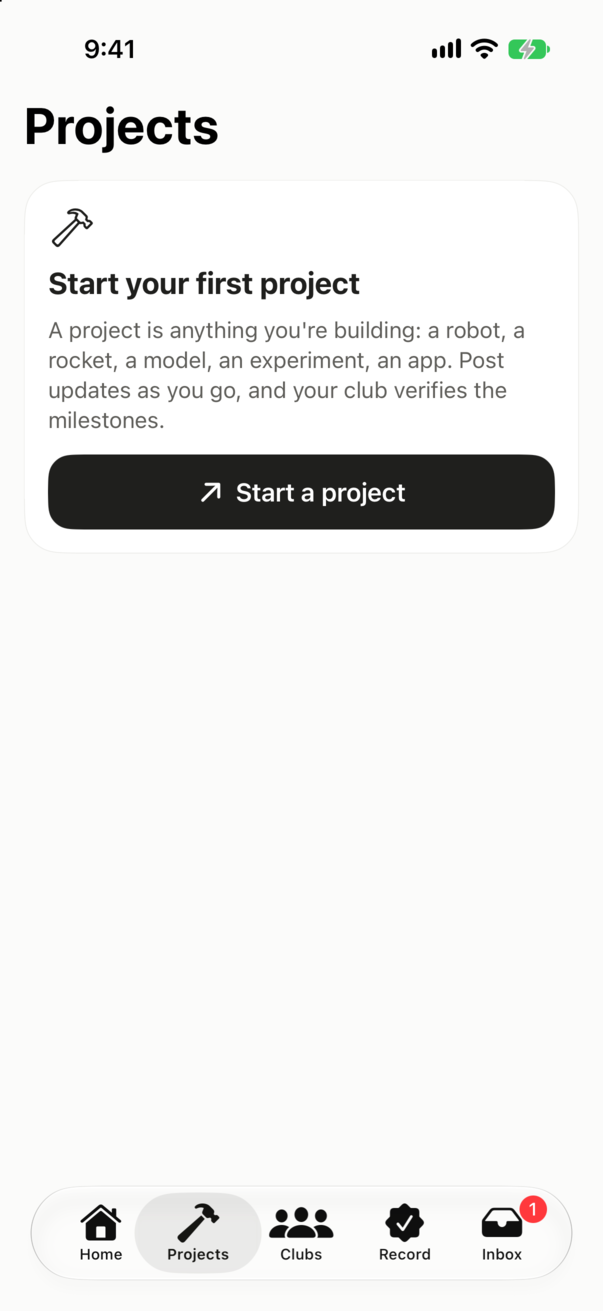 9:41
Projects
Start your first project
A project is anything you're building: a robot, a
rocket, a model, an experiment, an app. Post
updates as you go, and your club verifies the
milestones.
Start a project
1
Home
Projects
Clubs
Record
Inbox